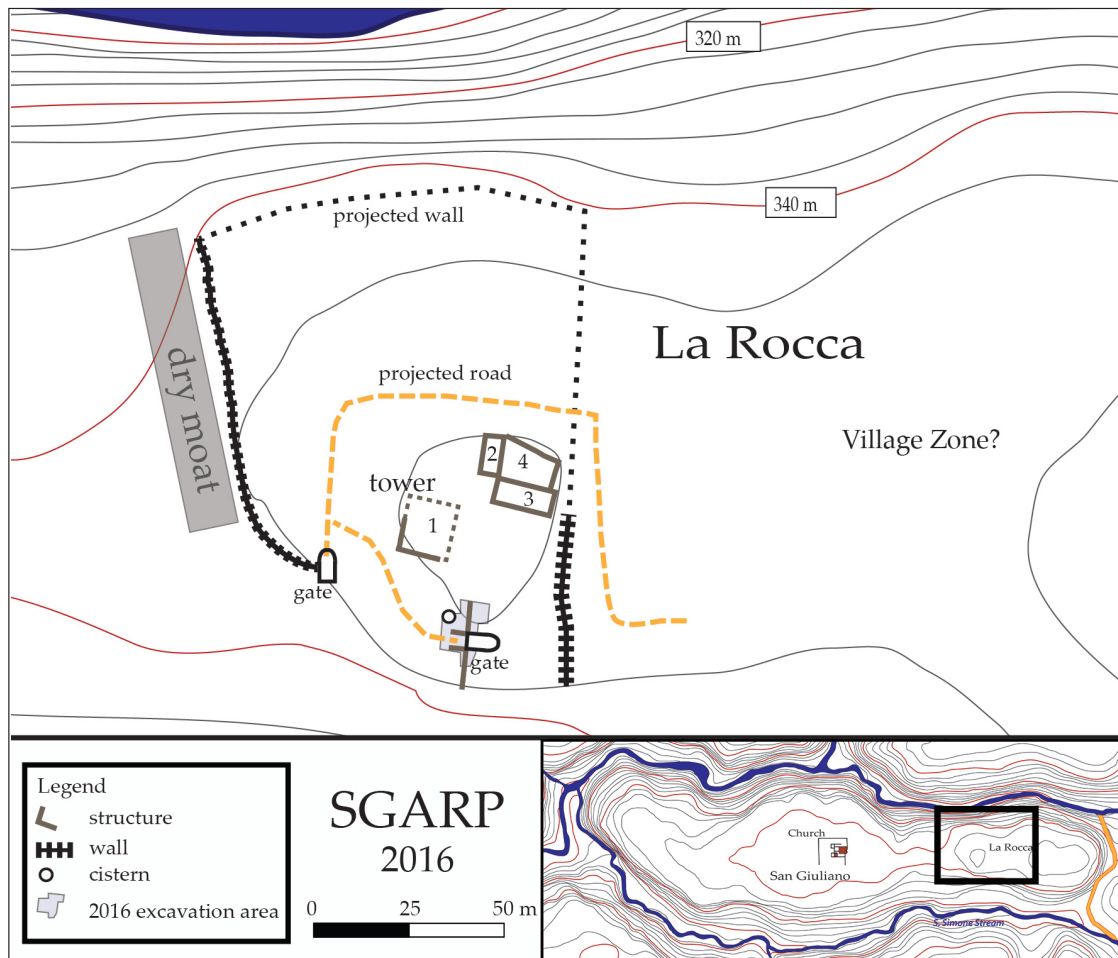 320 m
340 m
projected wall
La Rocca
dry moat
projected road
Village Zone?
tower
2
4
3
1
gate
gate
Legend
structure
wall
cistern
2016 excavation area
SGARP
2016
0 25 50 m
Church
San Giuliano
La Rocca
S, Simone Stream